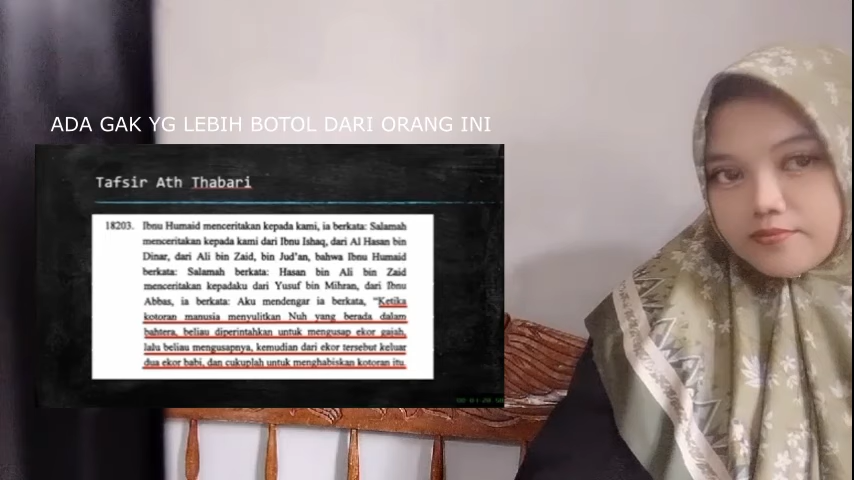 ADA GAK YG LEBIH BOTOL DARI ORANG INI
Tafsir Ath Thabari
18203. Ibnu Humaid menceritakan kepada kami, ia berkata: Salamah
menceritakan kepada kami dari Ibnu Ishaq, dari Al Hasan bin
Dinar, dari Ali bin Zaid, bin Jud'an, bahwa Ibnu Humaid
berkata: Salamah berkata: Hasan bin Ali bin Zaid
menceritakan kepadaku dari Yusuf bin Mihran, dari Ibnu
Abbas, ia berkata: Aku mendengar ia berkata, "Ketika
kotoran manusia menyulitkan Nuh yang berada dalam
bahtera, beliau diperintahkan untuk mengusap ekor gajah,
lalu beliau mengusapnya, kemudian dari ekor tersebut keluar
dua ekor babi, dan cukuplah untuk menghabiskan kotoran itu.